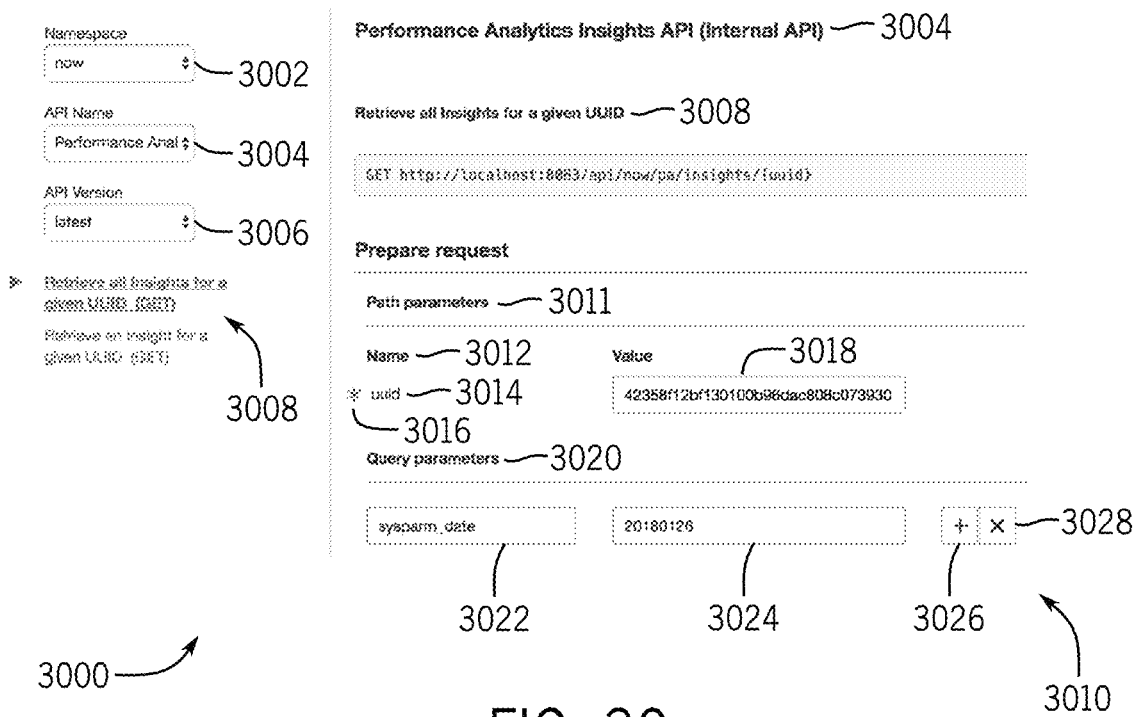 Namespace
now
3002
API Name
Performance Anal
3004
API Version
latest
3006
Retrieve all Insights for a
given UUID (GET)
Retrieve an insight for a
given UUID (GET)
3008
3000
Performance Analytics Insights API (Internal API)
3004
Retrieve all Insights for a given UUID
3008
GET http://localhost:8083/api/now/pa/insights/{uuid}
Prepare request
Path parameters
3011
Name
3012
Value
3018
* uuid
3014
42358f12bf130100b96dac808c073930
3016
Query parameters
3020
sysparm_date
20180126
+ ×
3028
3022
3024
3026
3010